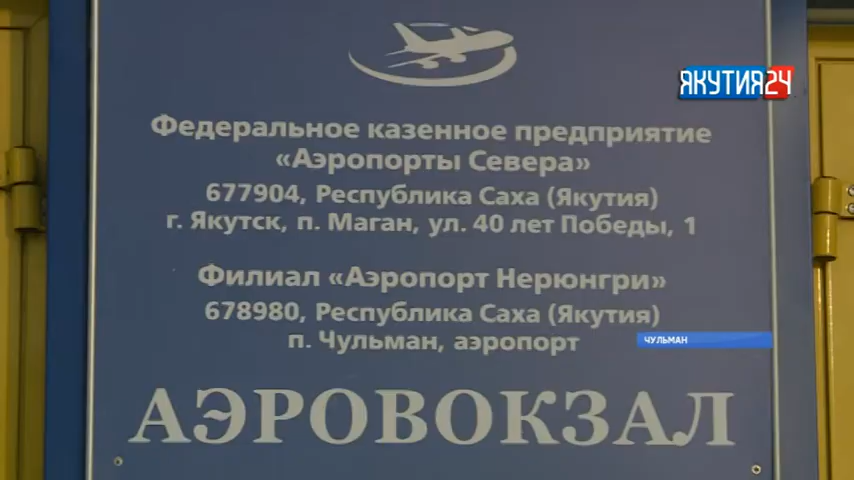 ЯКУТИЯ24
Федеральное казенное предприятие
«Аэропорты Севера»
677904, Республика Саха (Якутия)
г. Якутск, п. Маган, ул. 40 лет Победы, 1
Филиал «Аэропорт Нерюнгри»
678980, Республика Саха (Якутия)
п. Чульман, аэропорт
ЧУЛЬМАН
АЭРОВОКЗАЛ